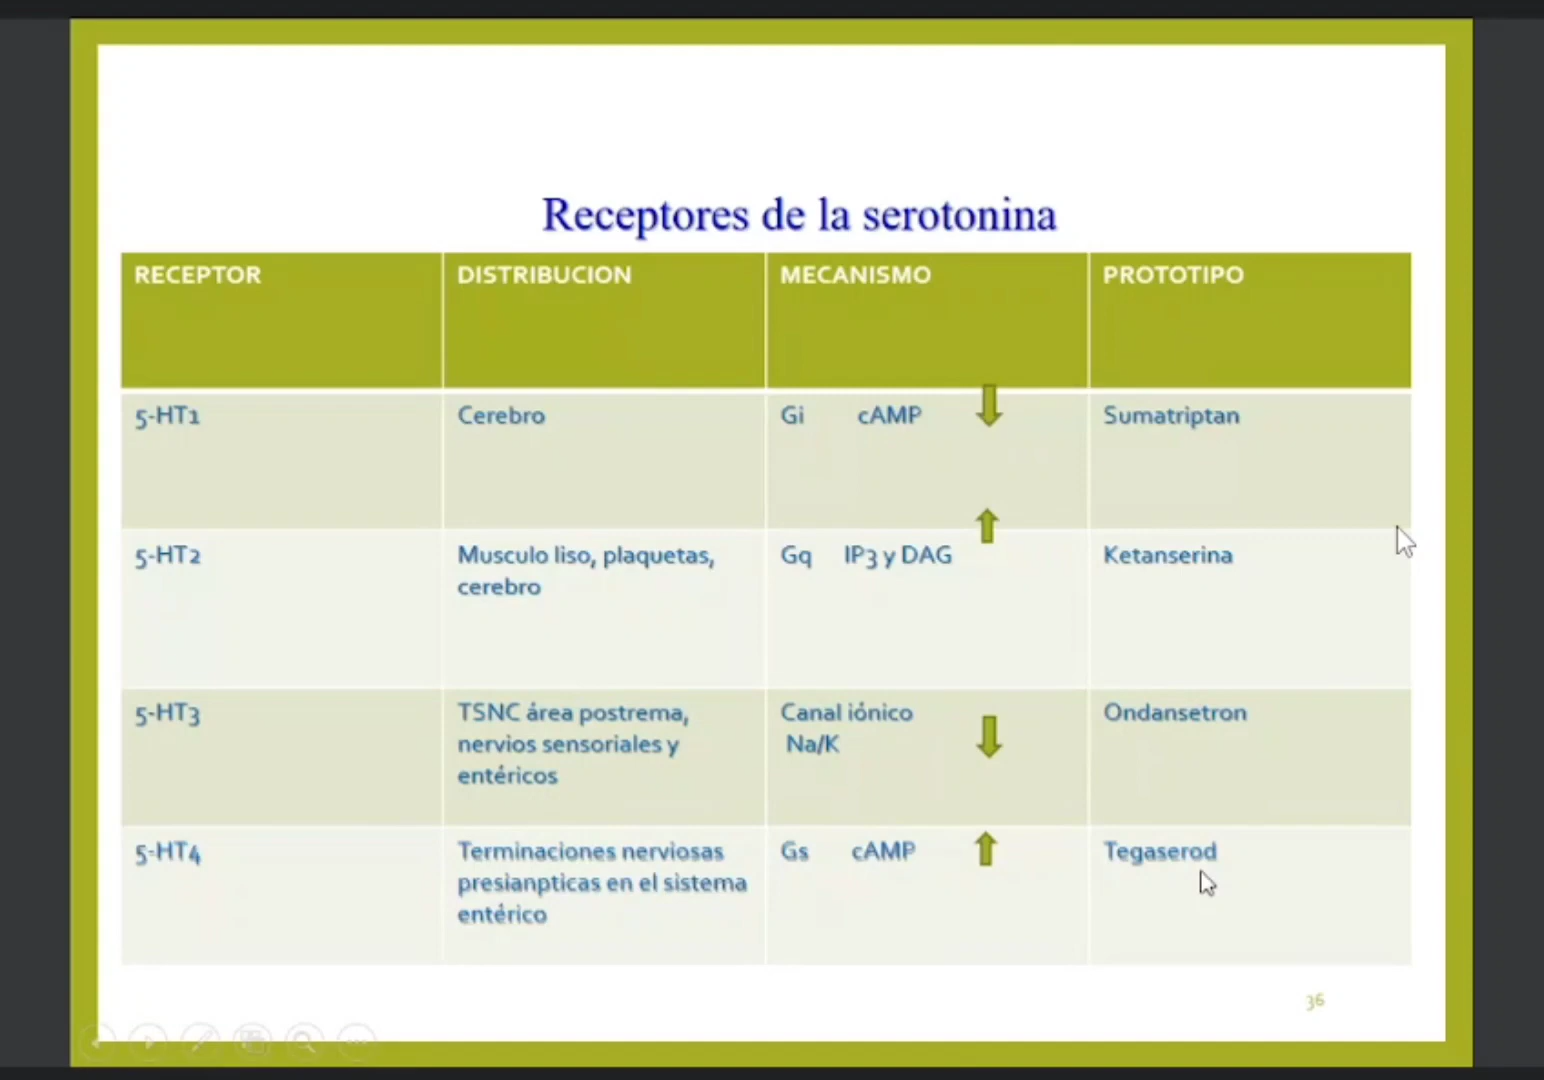 Receptores de la serotonina
RECEPTOR
DISTRIBUCION
MECANISMO
PROTOTIPO
5-HT1
Cerebro
Gi cAMP
Sumatriptan
5-HT2
Musculo liso, plaquetas,
cerebro
Gq IP3 y DAG
Ketanserina
5-HT3
TSNC área postrema,
nervios sensoriales y
entéricos
Canal iónico
Na/K
Ondansetron
5-HT4
Terminaciones nerviosas
presianpticas en el sistema
entérico
Gs cAMP
Tegaserod
36